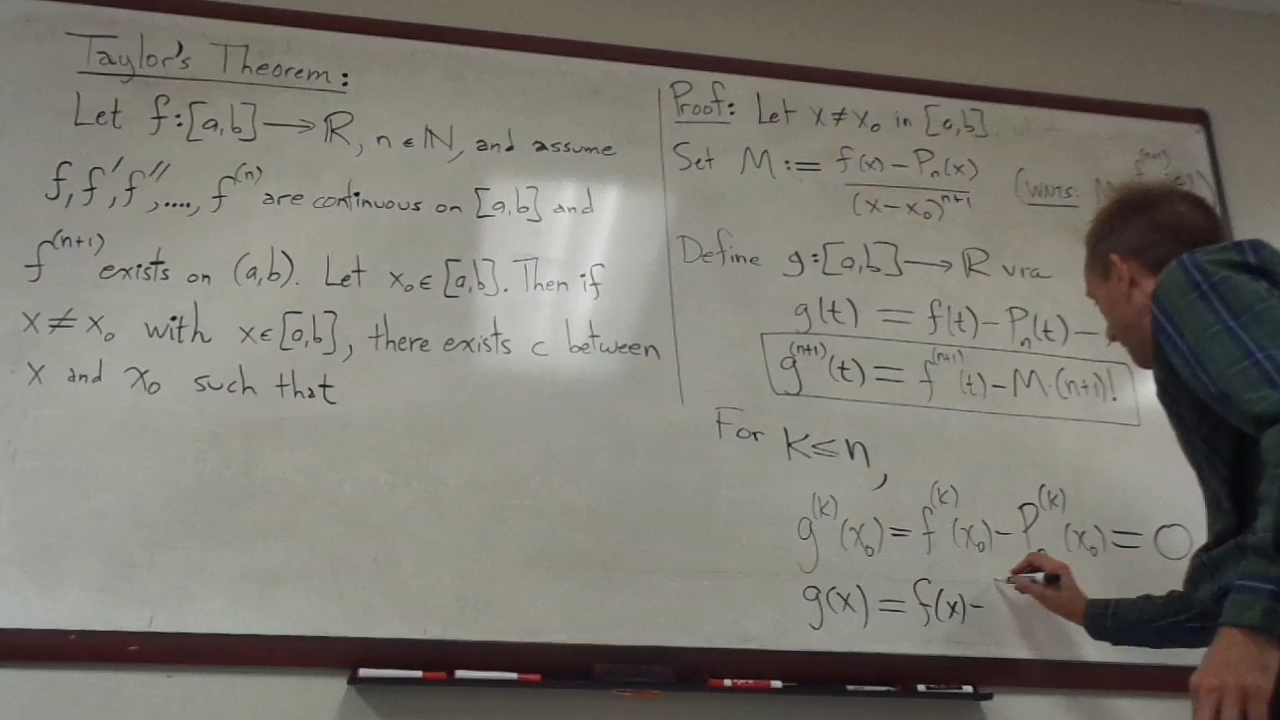 Taylor's Theorem:
Let f:[a,b]⟶ℝ, n∈ℕ, and assume
f, f', f'', ...., f^(n) are continuous on [a,b] and
f^(n+1) exists on (a,b). Let x₀∈[a,b]. Then if
x≠x₀ with x∈[a,b], there exists c between
x and x₀ such that
Proof: Let x≠x₀ in [a,b].
Set M := (f(x)-Pₙ(x))/(x-x₀)^(n+1) (WNTS: M
Define g:[a,b]⟶ℝ via
g(t) = f(t)-Pₙ(t)-
g^(n+1)(t) = f^(n+1)(t)-M·(n+1)!
For k≤n,
g^(k)(x₀) = f^(k)(x₀)-Pₙ^(k)(x₀) = 0
g(x) = f(x)-